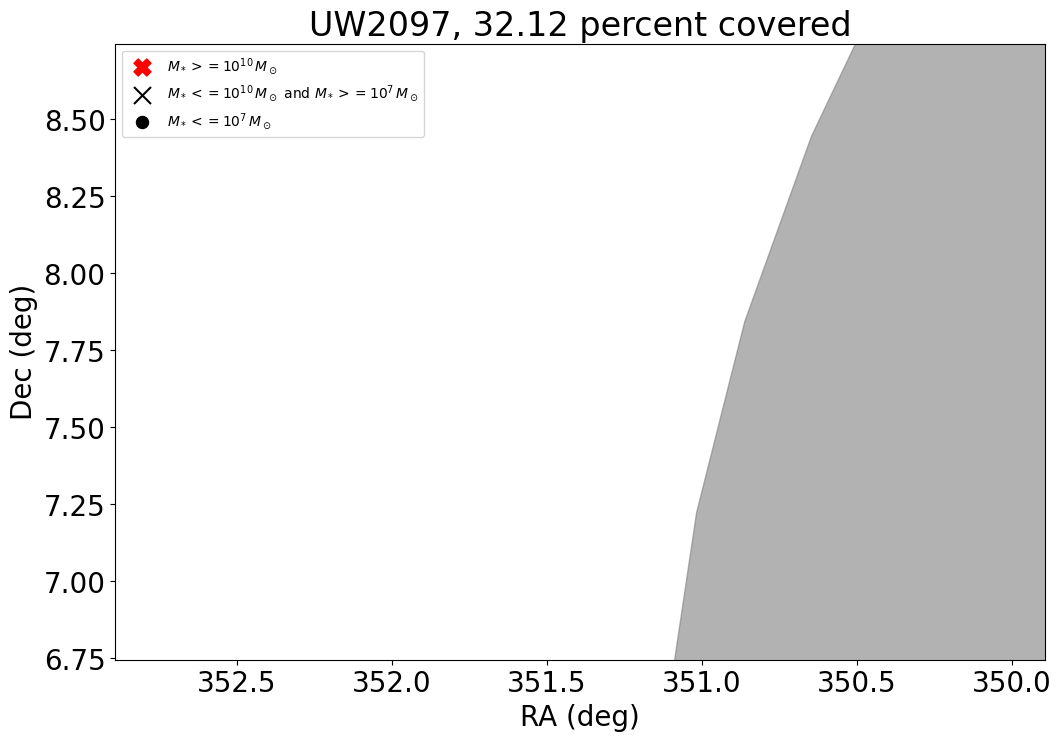 UW2097, 32.12 percent covered
M* >= 10^10 M⊙
M* <= 10^10 M⊙ and M* >= 10^7 M⊙
M* <= 10^7 M⊙
8.50
8.25
8.00
7.75
7.50
7.25
7.00
6.75
Dec (deg)
352.5 352.0 351.5 351.0 350.5 350.0
RA (deg)